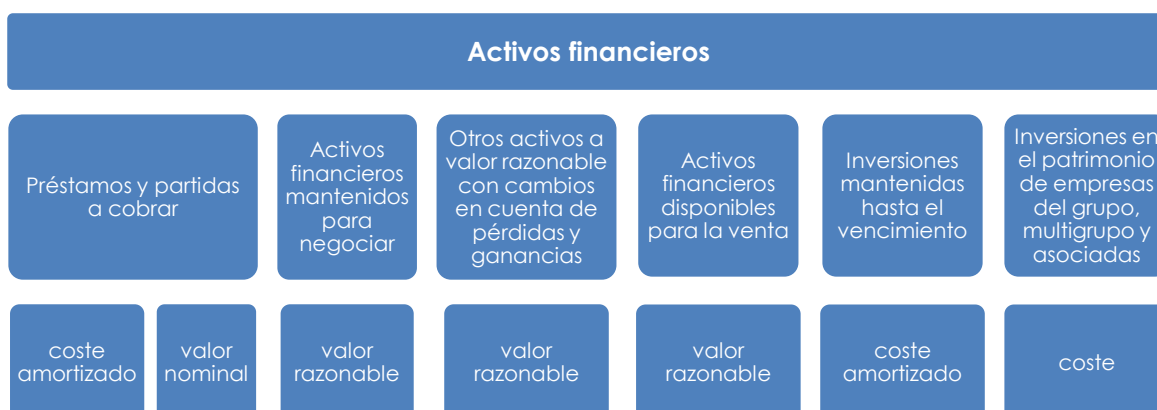 Activos financieros
Préstamos y partidas
a cobrar
Activos
financieros
mantenidos
para
negociar
Otros activos a
valor razonable
con cambios
en cuenta de
pérdidas y
ganancias
Activos
financieros
disponibles
para la venta
Inversiones
mantenidas
hasta el
vencimiento
Inversiones en
el patrimonio
de empresas
del grupo,
multigrupo y
asociadas
coste
amortizado
valor
nominal
valor
razonable
valor
razonable
valor
razonable
coste
amortizado
coste